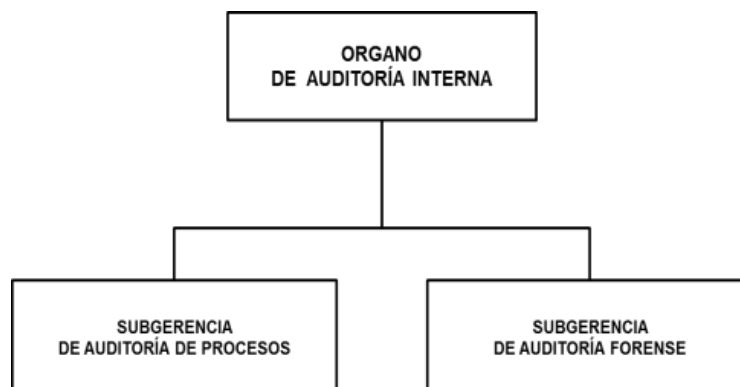 ORGANO
DE AUDITORÍA INTERNA
SUBGERENCIA
DE AUDITORÍA DE PROCESOS
SUBGERENCIA
DE AUDITORÍA FORENSE